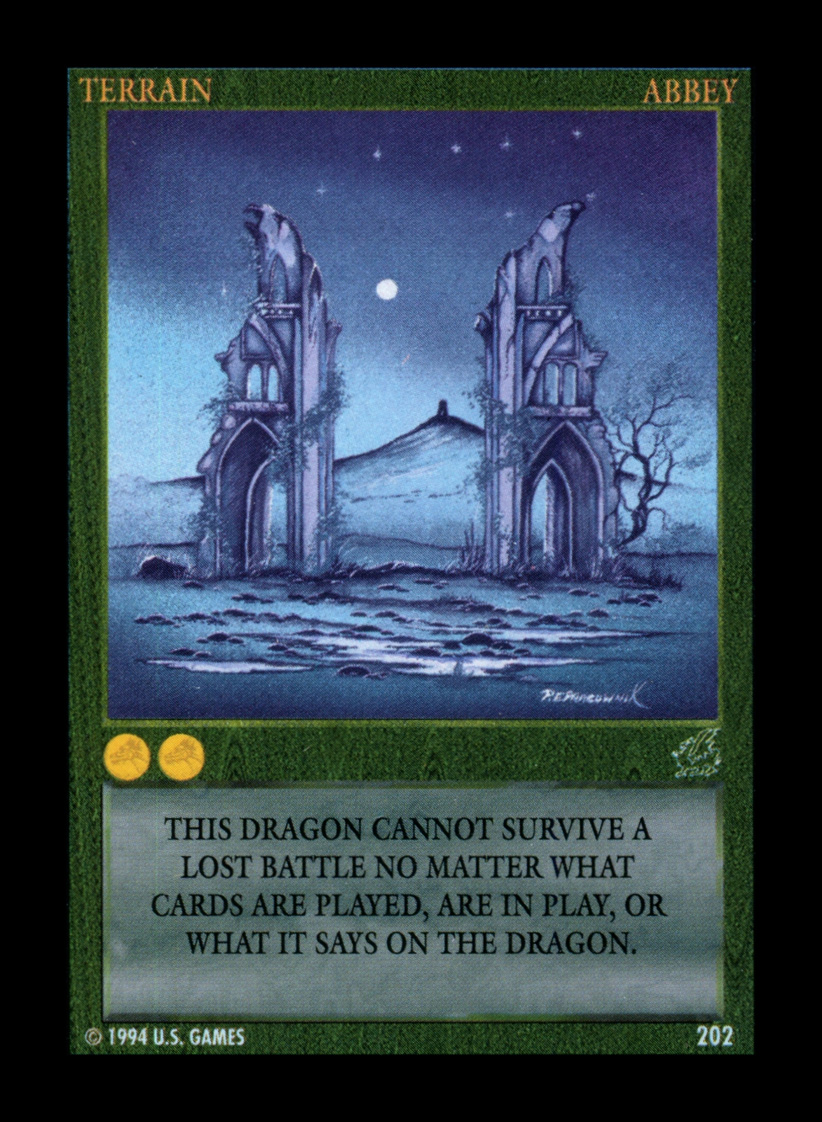 TERRAIN ABBEY
P.E.PRACOWNIK
THIS DRAGON CANNOT SURVIVE A
LOST BATTLE NO MATTER WHAT
CARDS ARE PLAYED, ARE IN PLAY, OR
WHAT IT SAYS ON THE DRAGON.
© 1994 U.S. GAMES 202